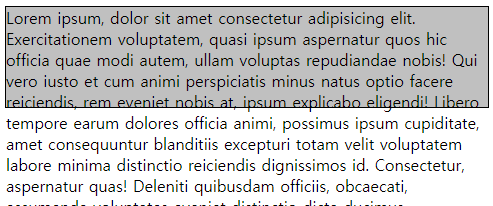 Lorem ipsum, dolor sit amet consectetur adipisicing elit.
Exercitationem voluptatem, quasi ipsum aspernatur quos hic
officia quae modi autem, ullam voluptas repudiandae nobis! Qui
vero iusto et cum animi perspiciatis minus natus optio facere
reiciendis, rem eveniet nobis at, ipsum explicabo eligendi! Libero
tempore earum dolores officia animi, possimus ipsum cupiditate,
amet consequuntur blanditiis excepturi totam velit voluptatem
labore minima distinctio reiciendis dignissimos id. Consectetur,
aspernatur quas! Deleniti quibusdam officiis, obcaecati,